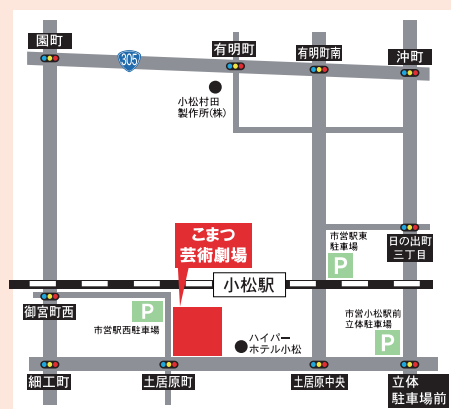 園町
305
有明町
有明町南
沖町
小松村田
製作所(株)
こまつ
芸術劇場
市営駅東
駐車場
P
日の出町
三丁目
小松駅
御宮町西
P
市営駅西駐車場
市営小松駅前
立体駐車場
P
ハイパー
ホテル小松
細工町
土居原町
土居原中央
立体
駐車場前